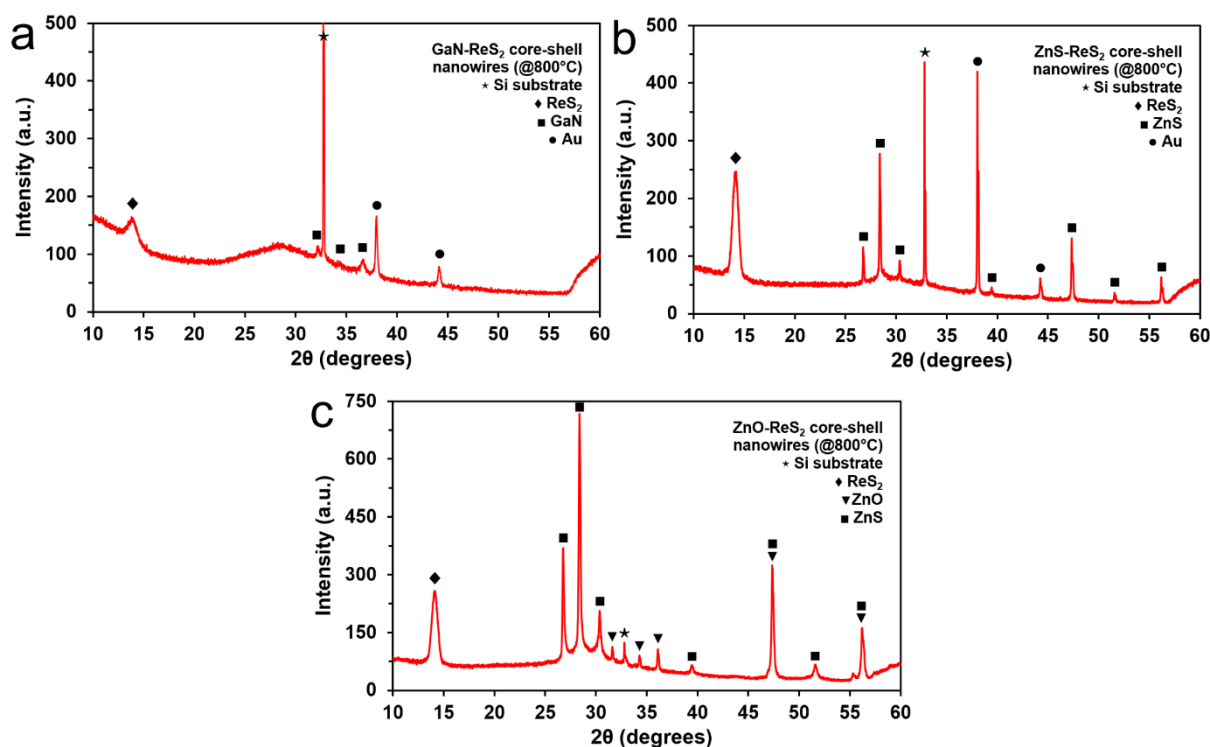 a
GaN-ReS₂ core-shell
nanowires (@800°C)
★ Si substrate
◆ ReS₂
■ GaN
● Au
Intensity (a.u.)
500
400
300
200
100
0
10 15 20 25 30 35 40 45 50 55 60
2θ (degrees)
b
ZnS-ReS₂ core-shell
nanowires (@800°C)
★ Si substrate
◆ ReS₂
■ ZnS
● Au
Intensity (a.u.)
500
400
300
200
100
0
10 15 20 25 30 35 40 45 50 55 60
2θ (degrees)
c
ZnO-ReS₂ core-shell
nanowires (@800°C)
★ Si substrate
◆ ReS₂
▼ZnO
■ ZnS
Intensity (a.u.)
750
600
450
300
150
0
10 15 20 25 30 35 40 45 50 55 60
2θ (degrees)